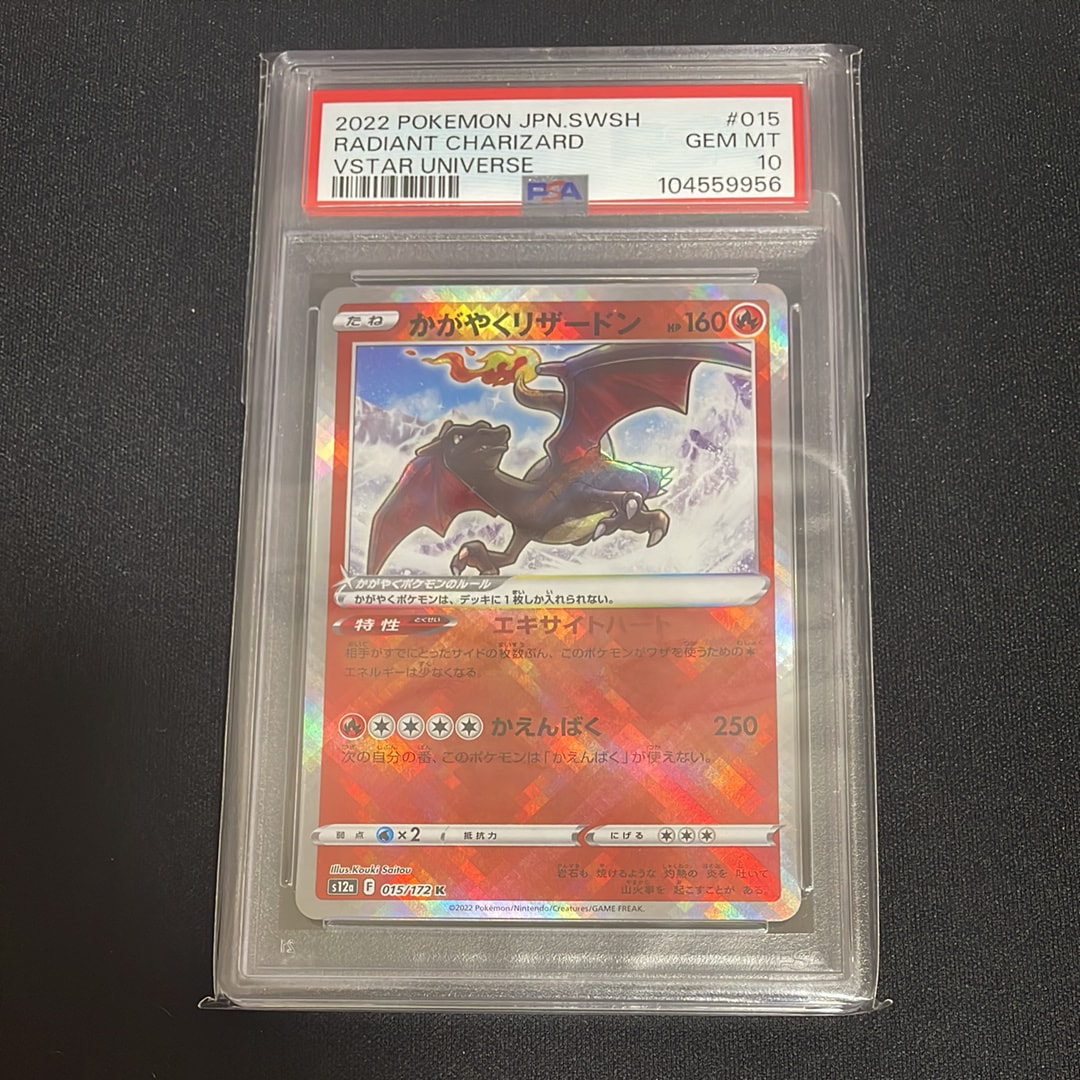 2022 POKEMON JPN.SWSH #015
RADIANT CHARIZARD GEM MT
VSTAR UNIVERSE 10
PSA 104559956
たね かがやくリザードン HP 160
かがやくポケモンのルール
かがやくポケモンは、デッキに1枚しか入れられない。
特性 とくせい エキサイトハート
相手がすでにとったサイドの枚数ぶん、このポケモンがワザを使うための
エネルギーは少なくなる。
かえんばく 250
次の自分の番、このポケモンは「かえんばく」が使えない。
弱点 ×2 抵抗力 にげる
Illus. Kouki Saitou
岩石も 焼けるような 灼熱の 炎を 吐いて
s12a F 015/172 K
山火事を 起こすことが ある。
©2022 Pokémon/Nintendo/Creatures/GAME FREAK.